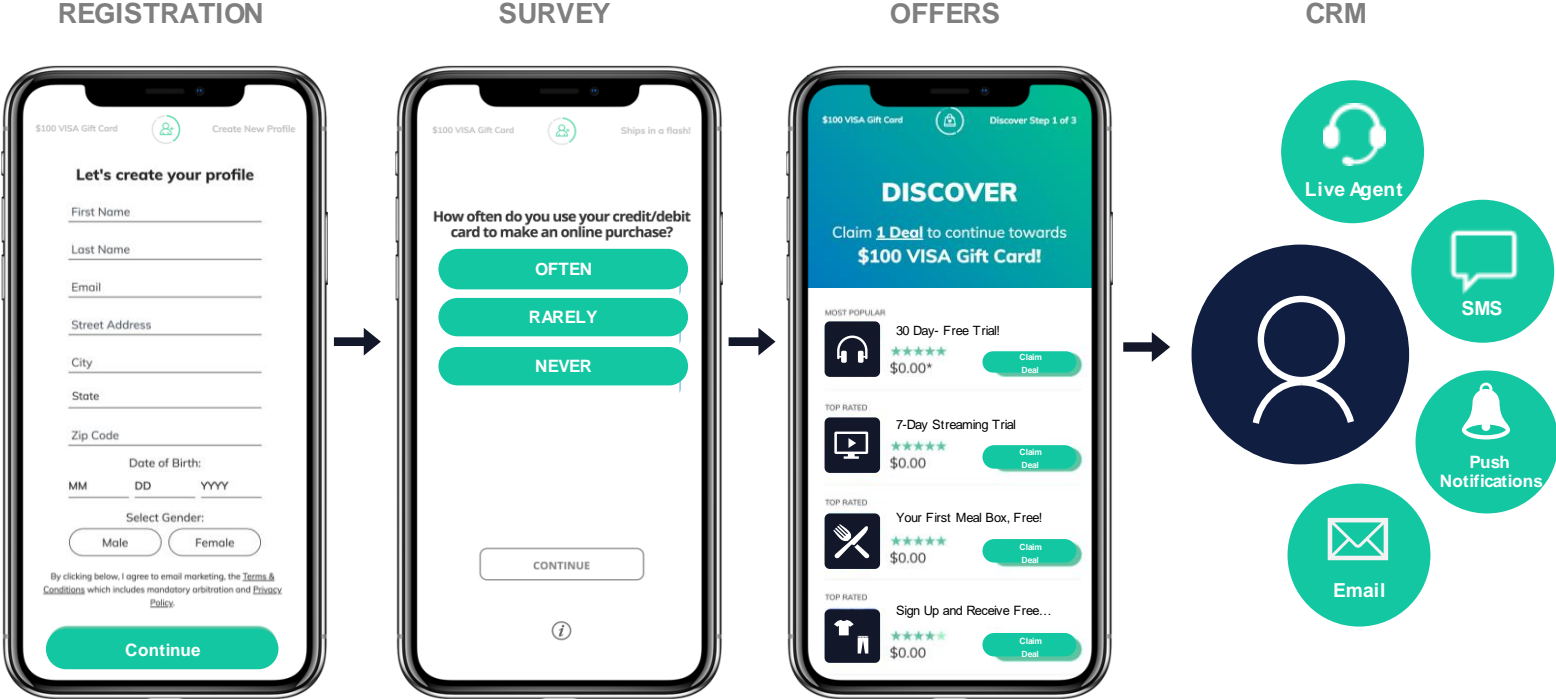 REGISTRATION
SURVEY
OFFERS
CRM
$100 VISA Gift Card
Create New Profile
Let's create your profile
First Name
Last Name
Email
Street Address
City
State
Zip Code
Date of Birth:
MM DD YYYY
Select Gender:
Male Female
By clicking below, I agree to email marketing, the Terms &
Conditions which includes mandatory arbitration and Privacy
Policy.
Continue
$100 VISA Gift Card
Ships in a flash!
How often do you use your credit/debit
card to make an online purchase?
OFTEN
RARELY
NEVER
CONTINUE
i
$100 VISA Gift Card
Discover Step 1 of 3
DISCOVER
Claim 1 Deal to continue towards
$100 VISA Gift Card!
MOST POPULAR
30 Day- Free Trial!
$0.00*
Claim
Deal
TOP RATED
7-Day Streaming Trial
$0.00
Claim
Deal
TOP RATED
Your First Meal Box, Free!
$0.00
Claim
Deal
TOP RATED
Sign Up and Receive Free...
$0.00
Claim
Deal
Live Agent
SMS
Push
Notifications
Email